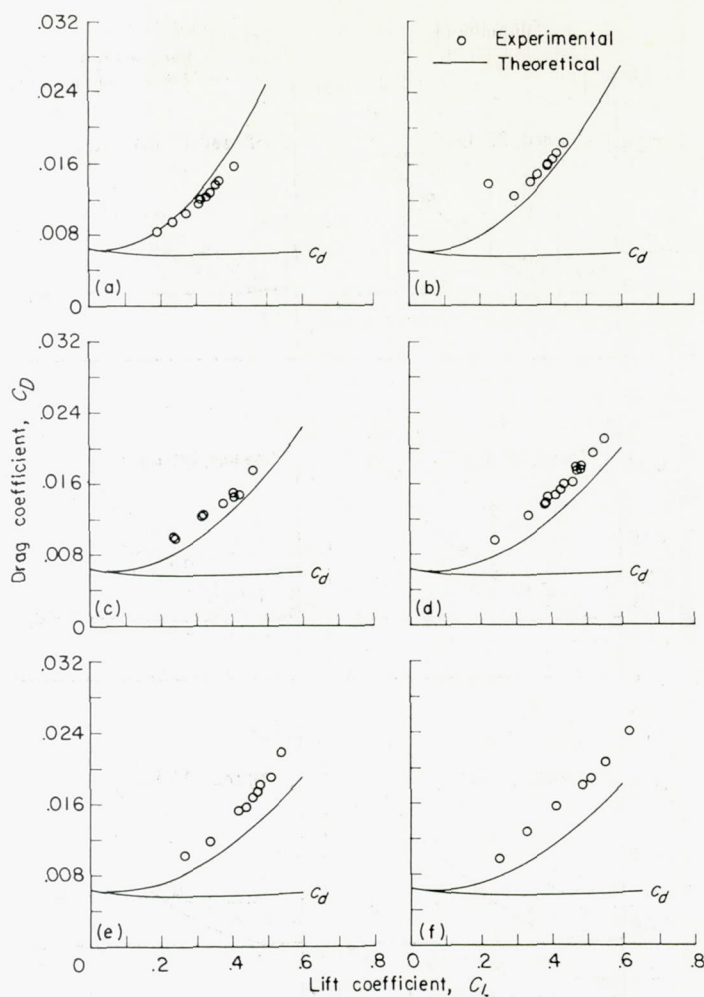 .032
.024
.016
.008
0
(a)
c_d
o Experimental
— Theoretical
(b)
c_d
Drag coefficient, C_D
.032
.024
.016
.008
0
(c)
c_d
(d)
c_d
.032
.024
.016
.008
0
(e)
c_d
(f)
c_d
.2 .4 .6 .8
0 .2 .4 .6 .8
Lift coefficient, C_L